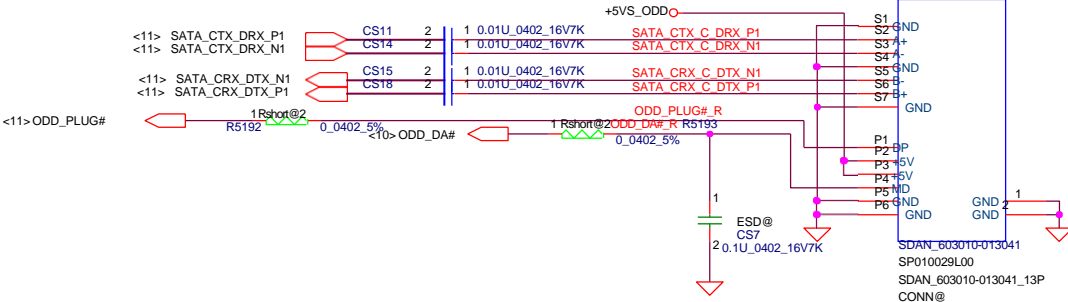 +5VS_ODD
<11> SATA_CTX_DRX_P1 CS11 2 1 0.01U_0402_16V7K SATA_CTX_C_DRX_P1
<11> SATA_CTX_DRX_N1 CS14 2 1 0.01U_0402_16V7K SATA_CTX_C_DRX_N1
<11> SATA_CRX_DTX_N1 CS15 2 1 0.01U_0402_16V7K SATA_CRX_C_DTX_N1
<11> SATA_CRX_DTX_P1 CS18 2 1 0.01U_0402_16V7K SATA_CRX_C_DTX_P1
S1 GND
S2 A+
S3 A-
S4 GND
S5 B-
S6 B+
S7 GND
<11> ODD_PLUG# 1 Rshort@ 2 ODD_PLUG#_R
R5192 0_0402_5%
<10> ODD_DA# 1 Rshort@ 2 ODD_DA#_R R5193
0_0402_5%
P1 DP
P2 +5V
P3 +5V
P4 MD
P5 GND
P6 GND
GND 1
GND 2
1
ESD@
CS7
2 0.1U_0402_16V7K
SDAN_603010-013041
SP010029L00
SDAN_603010-013041_13P
CONN@